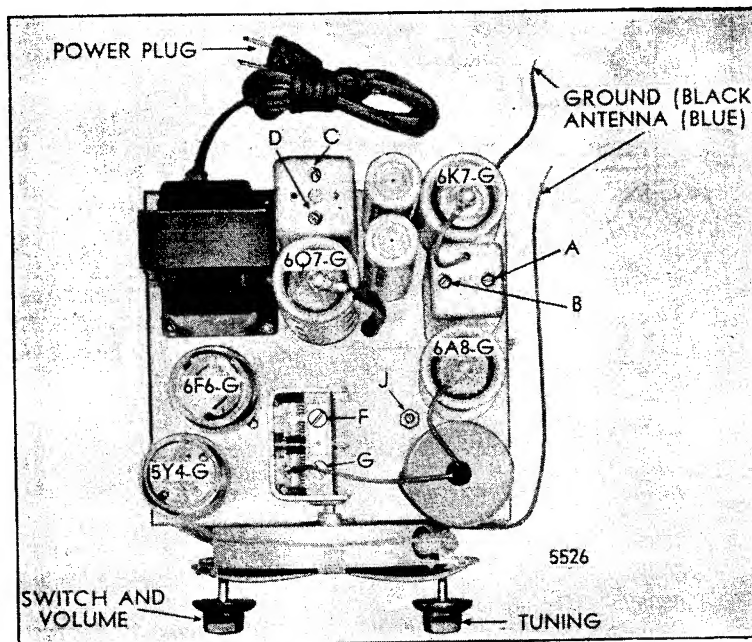 POWER PLUG
GROUND (BLACK
ANTENNA (BLUE)
D
C
6K7-G
6Q7-G
A
B
6A8-G
6F6-G
J
F
5Y4-G
G
5526
SWITCH AND
VOLUME
TUNING